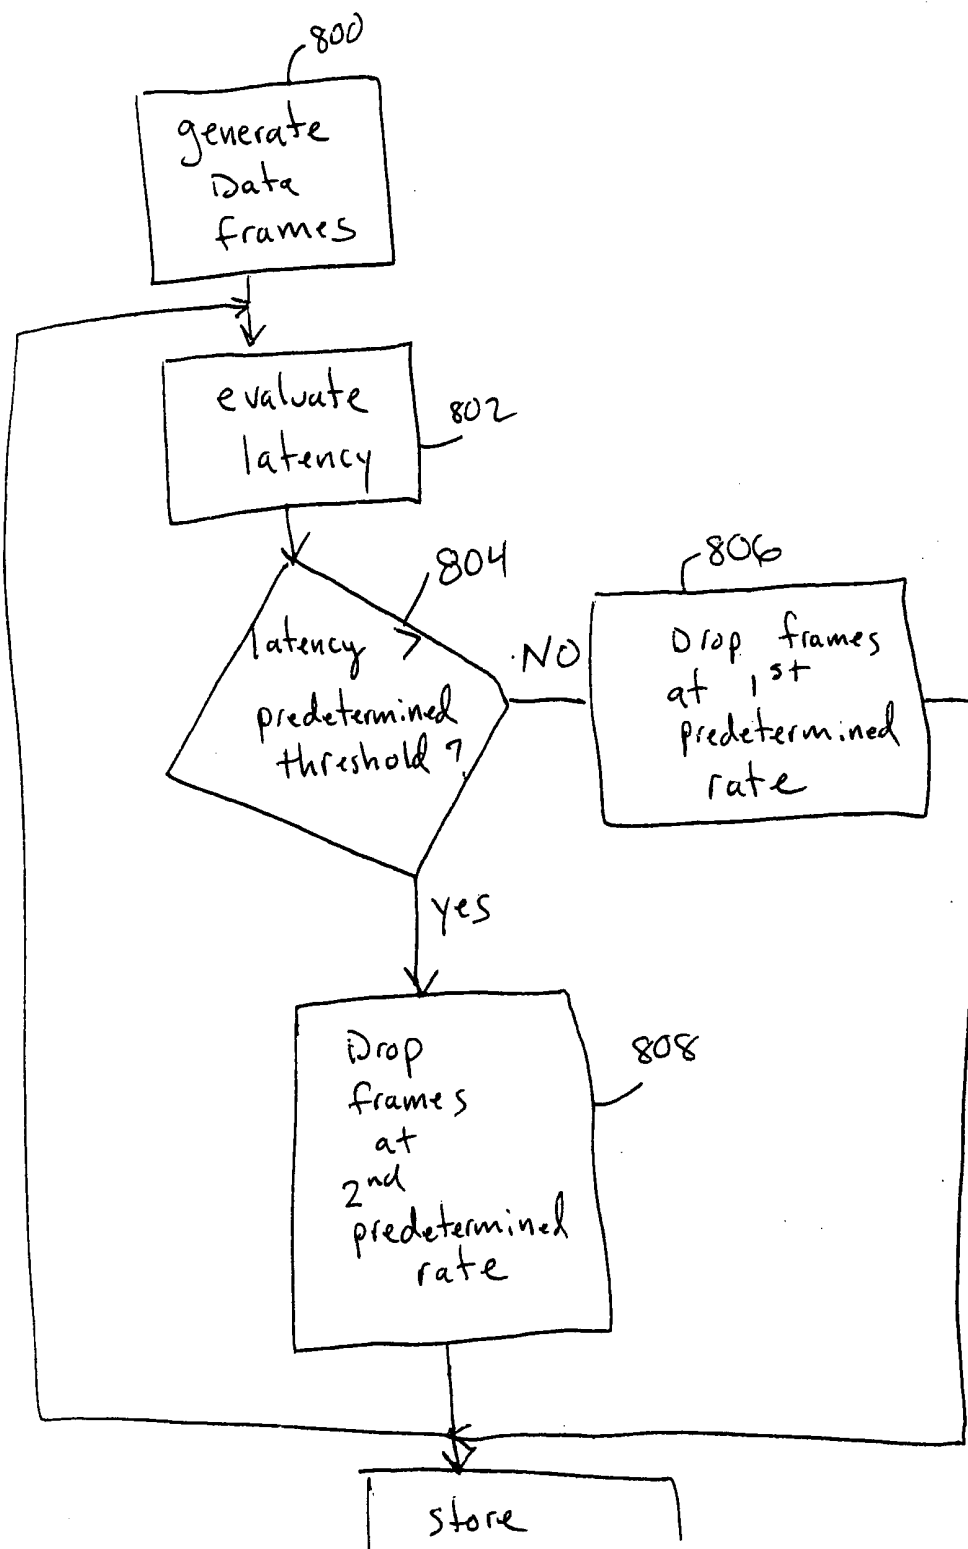 800
generate
Data
frames
evaluate
latency
802
804
latency >
predetermined
threshold?
NO
806
Drop frames
at 1st
predetermined
rate
yes
Drop
frames
at
2nd
predetermined
rate
808
store